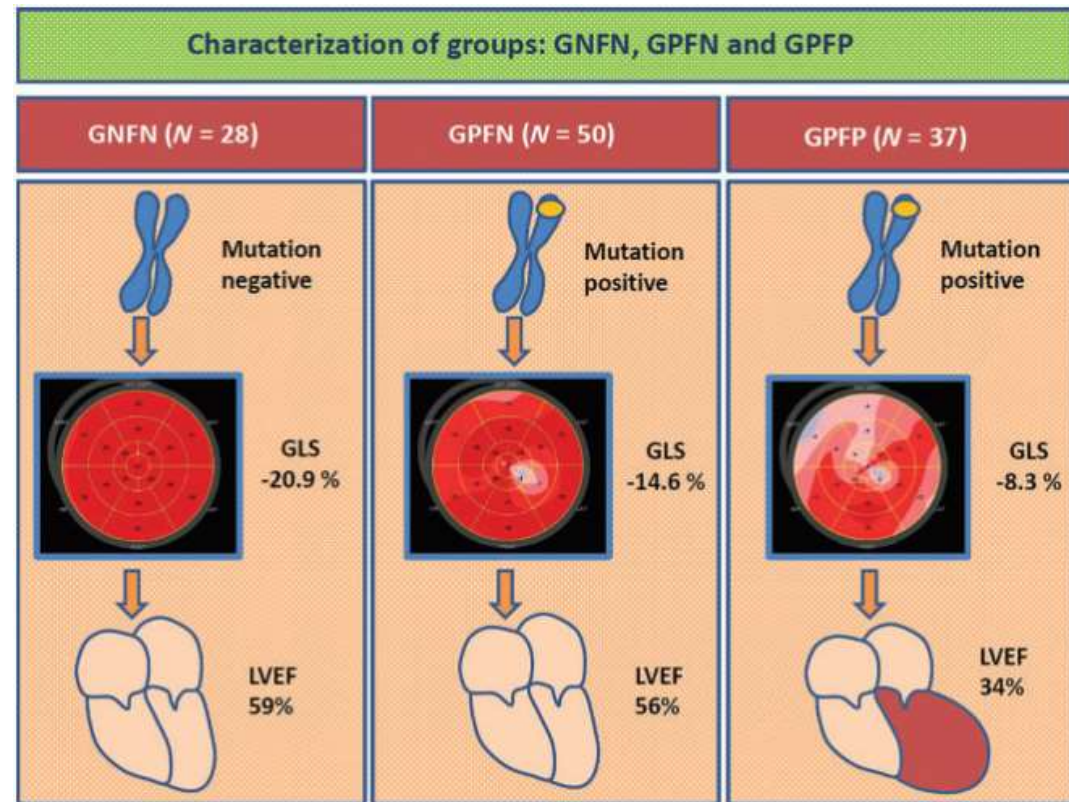 Characterization of groups: GNFN, GPFN and GPFP
GNFN (N = 28)
GPFN (N = 50)
GPFP (N = 37)
Mutation
negative
GLS
-20.9 %
LVEF
59%
Mutation
positive
GLS
-14.6 %
LVEF
56%
Mutation
positive
GLS
-8.3 %
LVEF
34%